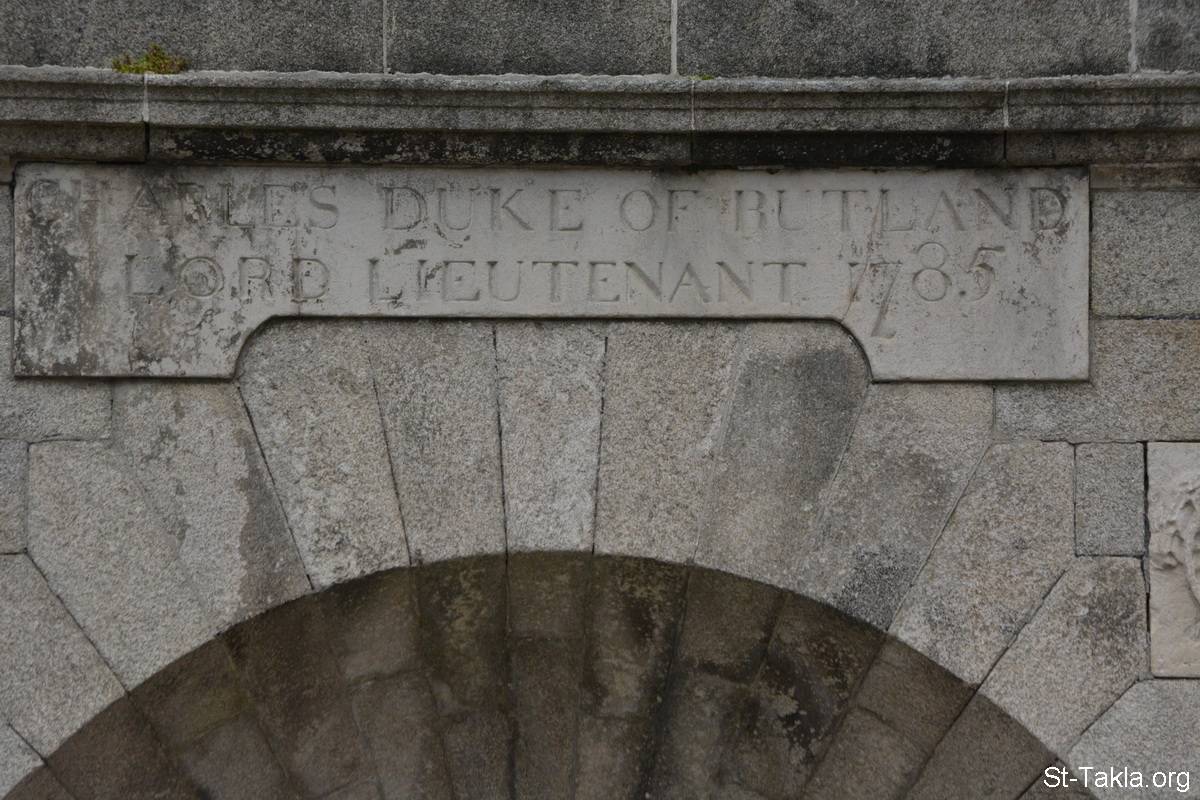 CHARLES DUKE OF RUTLAND
LORD LIEUTENANT 1785
St-Takla.org